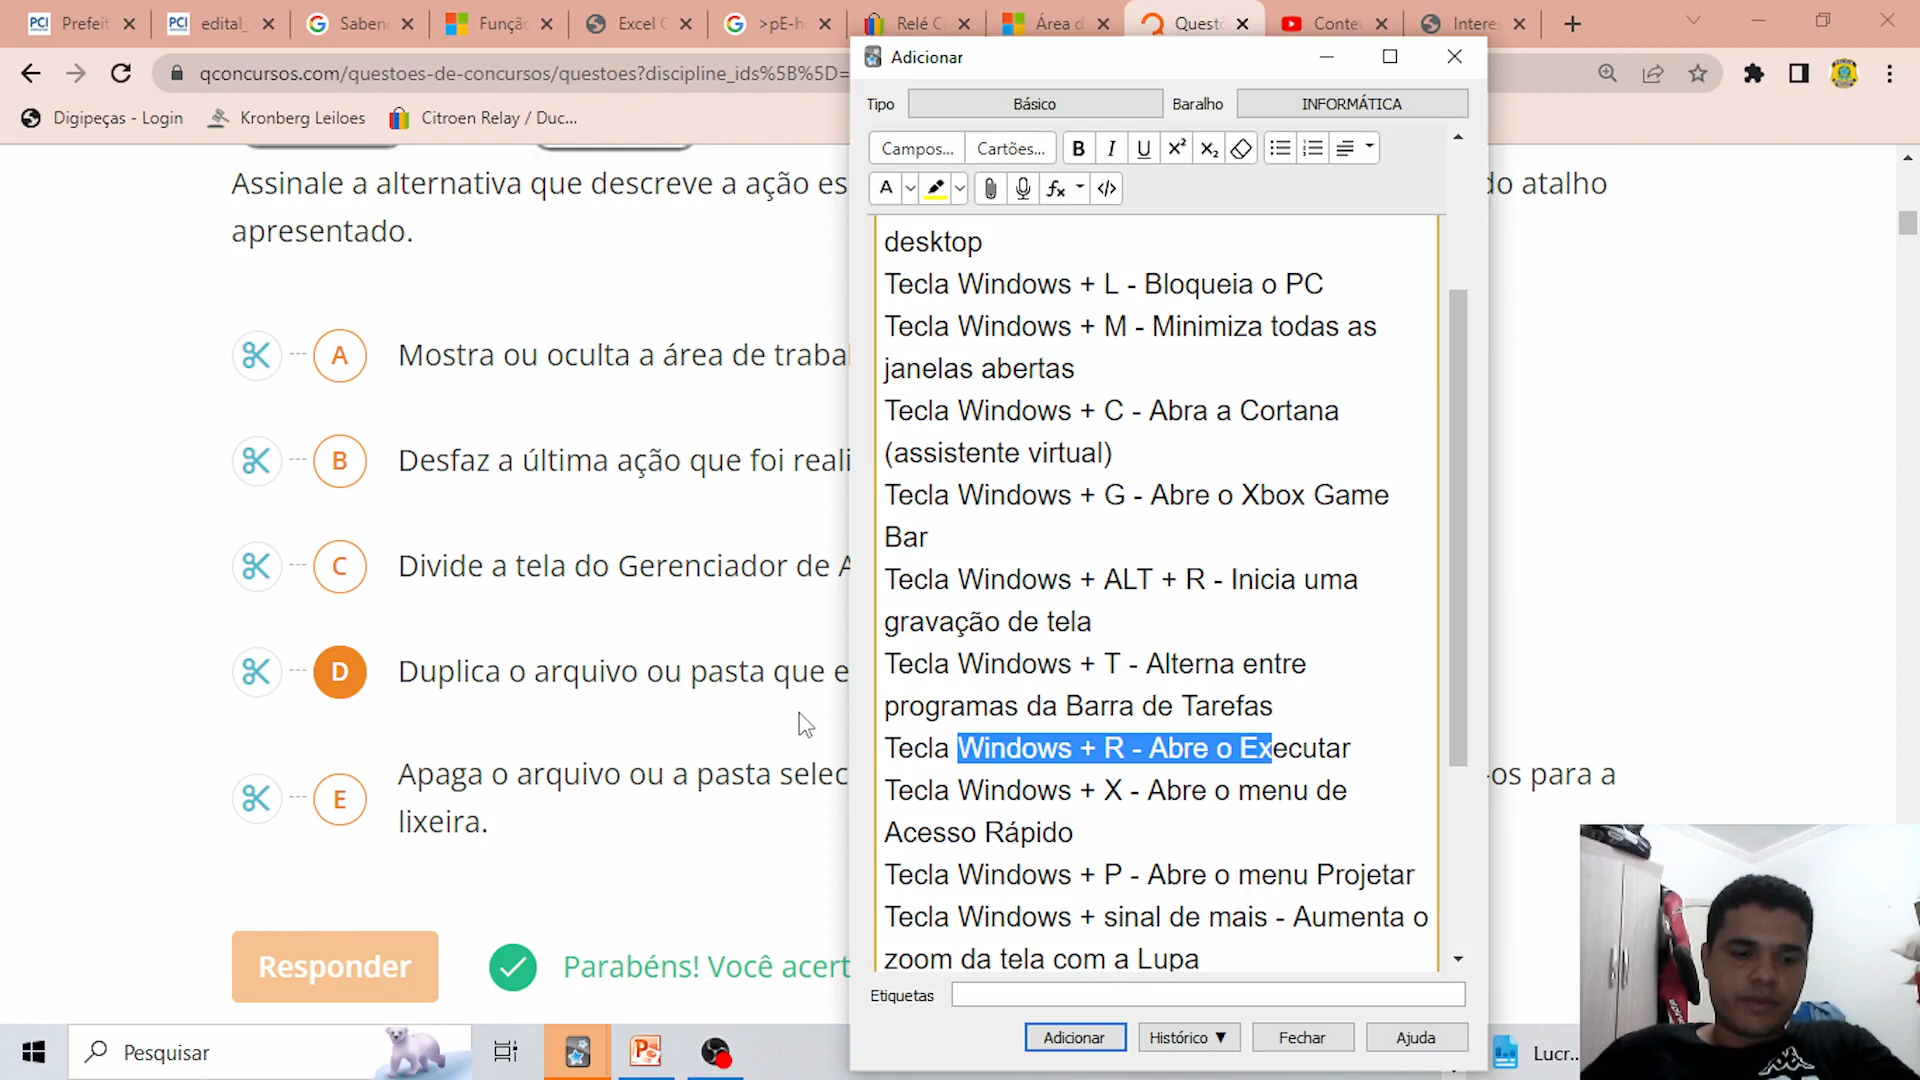 Prefeit
edital_
Saben
Funçã
Excel C
>pE-h
Relé C
Área d
Quest
Conte
Interes
qconcursos.com/questoes-de-concursos/questoes?discipline_ids%5B%5D=
Digipeças - Login
Kronberg Leiloes
Citroen Relay / Duc...
Assinale a alternativa que descreve a ação es
do atalho
apresentado.
A Mostra ou oculta a área de traba
B Desfaz a última ação que foi reali
C Divide a tela do Gerenciador de A
D Duplica o arquivo ou pasta que e
E Apaga o arquivo ou a pasta selec
-os para a
lixeira.
Responder
Parabéns! Você acert
Adicionar
Tipo Básico Baralho INFORMÁTICA
Campos... Cartões... B I U X² X₂
A fx </>
desktop
Tecla Windows + L - Bloqueia o PC
Tecla Windows + M - Minimiza todas as
janelas abertas
Tecla Windows + C - Abra a Cortana
(assistente virtual)
Tecla Windows + G - Abre o Xbox Game
Bar
Tecla Windows + ALT + R - Inicia uma
gravação de tela
Tecla Windows + T - Alterna entre
programas da Barra de Tarefas
Tecla Windows + R - Abre o Executar
Tecla Windows + X - Abre o menu de
Acesso Rápido
Tecla Windows + P - Abre o menu Projetar
Tecla Windows + sinal de mais - Aumenta o
zoom da tela com a Lupa
Etiquetas
Adicionar Histórico ▼ Fechar Ajuda
Pesquisar
Lucr...